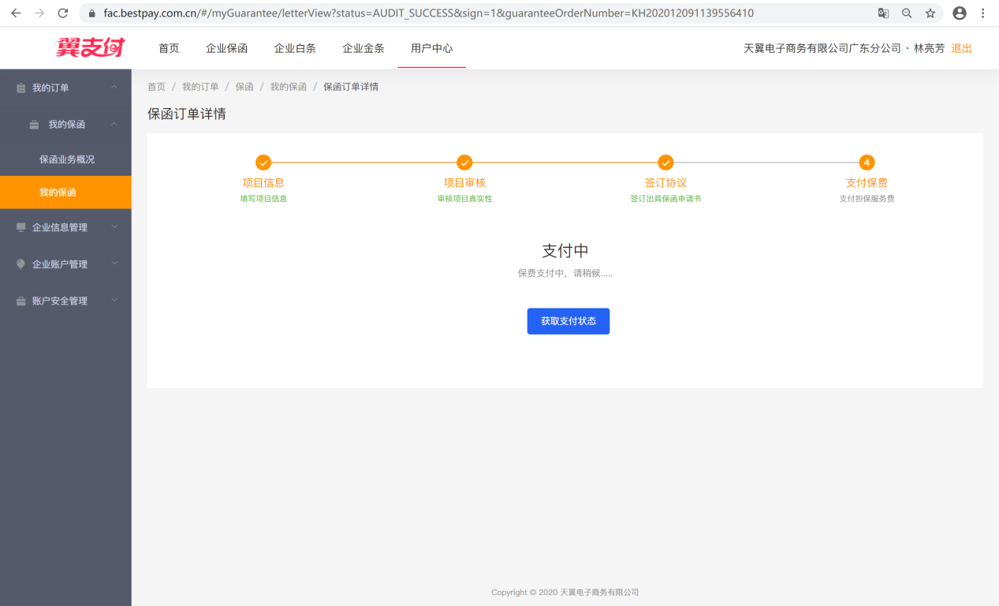 fac.bestpay.com.cn/#/myGuarantee/letterView?status=AUDIT_SUCCESS&sign=1&guaranteeOrderNumber=KH202012091139556410
翼支付 首页 企业保函 企业白条 企业金条 用户中心 天翼电子商务有限公司广东分公司 · 林亮芳 退出
我的订单
我的保函
保函业务概况
我的保函
企业信息管理
企业账户管理
账户安全管理
首页 / 我的订单 / 保函 / 我的保函 / 保函订单详情
保函订单详情
4
项目信息 项目审核 签订协议 支付保费
填写项目信息 审核项目真实性 签订出具保函申请书 支付担保服务费
支付中
保费支付中，请稍候.....
获取支付状态
Copyright © 2020 天翼电子商务有限公司